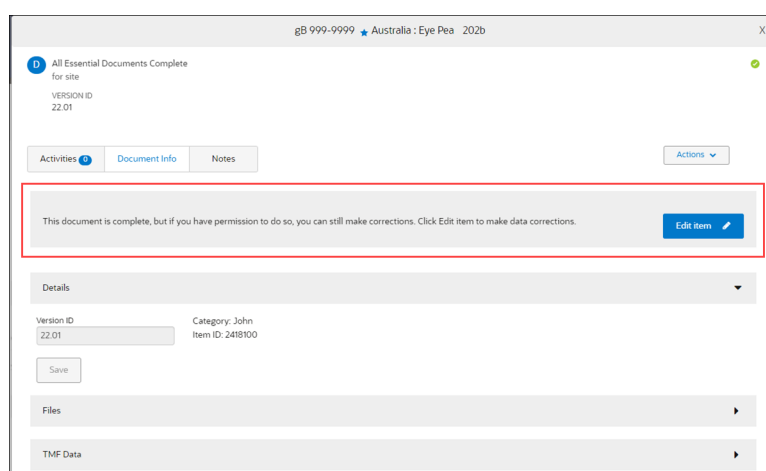 gB 999-9999 ★ Australia : Eye Pea 202b X
D All Essential Documents Complete
for site
VERSION ID
22.01
Activities 0 Document Info Notes Actions
This document is complete, but if you have permission to do so, you can still make corrections. Click Edit item to make data corrections. Edit item
Details
Version ID Category: John
22.01 Item ID: 2418100
Save
Files
TMF Data